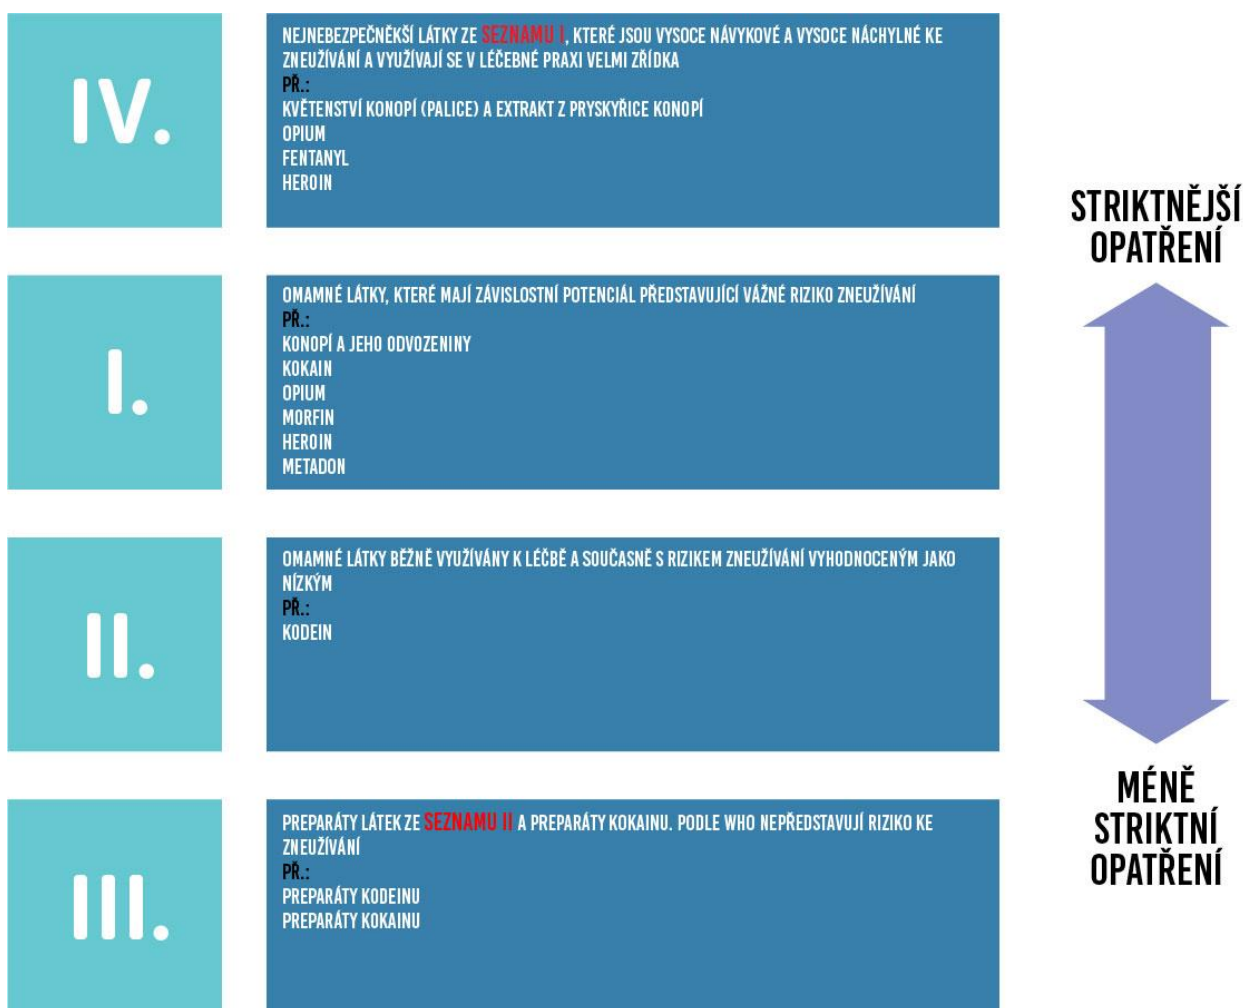 IV.
NEJNEBEZPEČNĚKŠÍ LÁTKY ZE SEZNAMU I, KTERÉ JSOU VYSOCE NÁVYKOVÉ A VYSOCE NÁCHYLNÉ KE
ZNEUŽÍVÁNÍ A VYUŽÍVAJÍ SE V LÉČEBNÉ PRAXI VELMI ZŘÍDKA
PŘ.:
KVĚTENSTVÍ KONOPÍ (PALICE) A EXTRAKT Z PRYSKYŘICE KONOPÍ
OPIUM
FENTANYL
HEROIN
STRIKTNĚJŠÍ
OPATŘENÍ
I.
OMAMNÉ LÁTKY, KTERÉ MAJÍ ZÁVISLOSTNÍ POTENCIÁL PŘEDSTAVUJÍCÍ VÁŽNÉ RIZIKO ZNEUŽÍVÁNÍ
PŘ.:
KONOPÍ A JEHO ODVOZENINY
KOKAIN
OPIUM
MORFIN
HEROIN
METADON
II.
OMAMNÉ LÁTKY BĚŽNĚ VYUŽÍVÁNY K LÉČBĚ A SOUČASNĚ S RIZIKEM ZNEUŽÍVÁNÍ VYHODNOCENÝM JAKO
NÍZKÝM
PŘ.:
KODEIN
III.
PREPARÁTY LÁTEK ZE SEZNAMU II A PREPARÁTY KOKAINU. PODLE WHO NEPŘEDSTAVUJÍ RIZIKO KE
ZNEUŽÍVÁNÍ
PŘ.:
PREPARÁTY KODEINU
PREPARÁTY KOKAINU
MÉNĚ
STRIKTNÍ
OPATŘENÍ